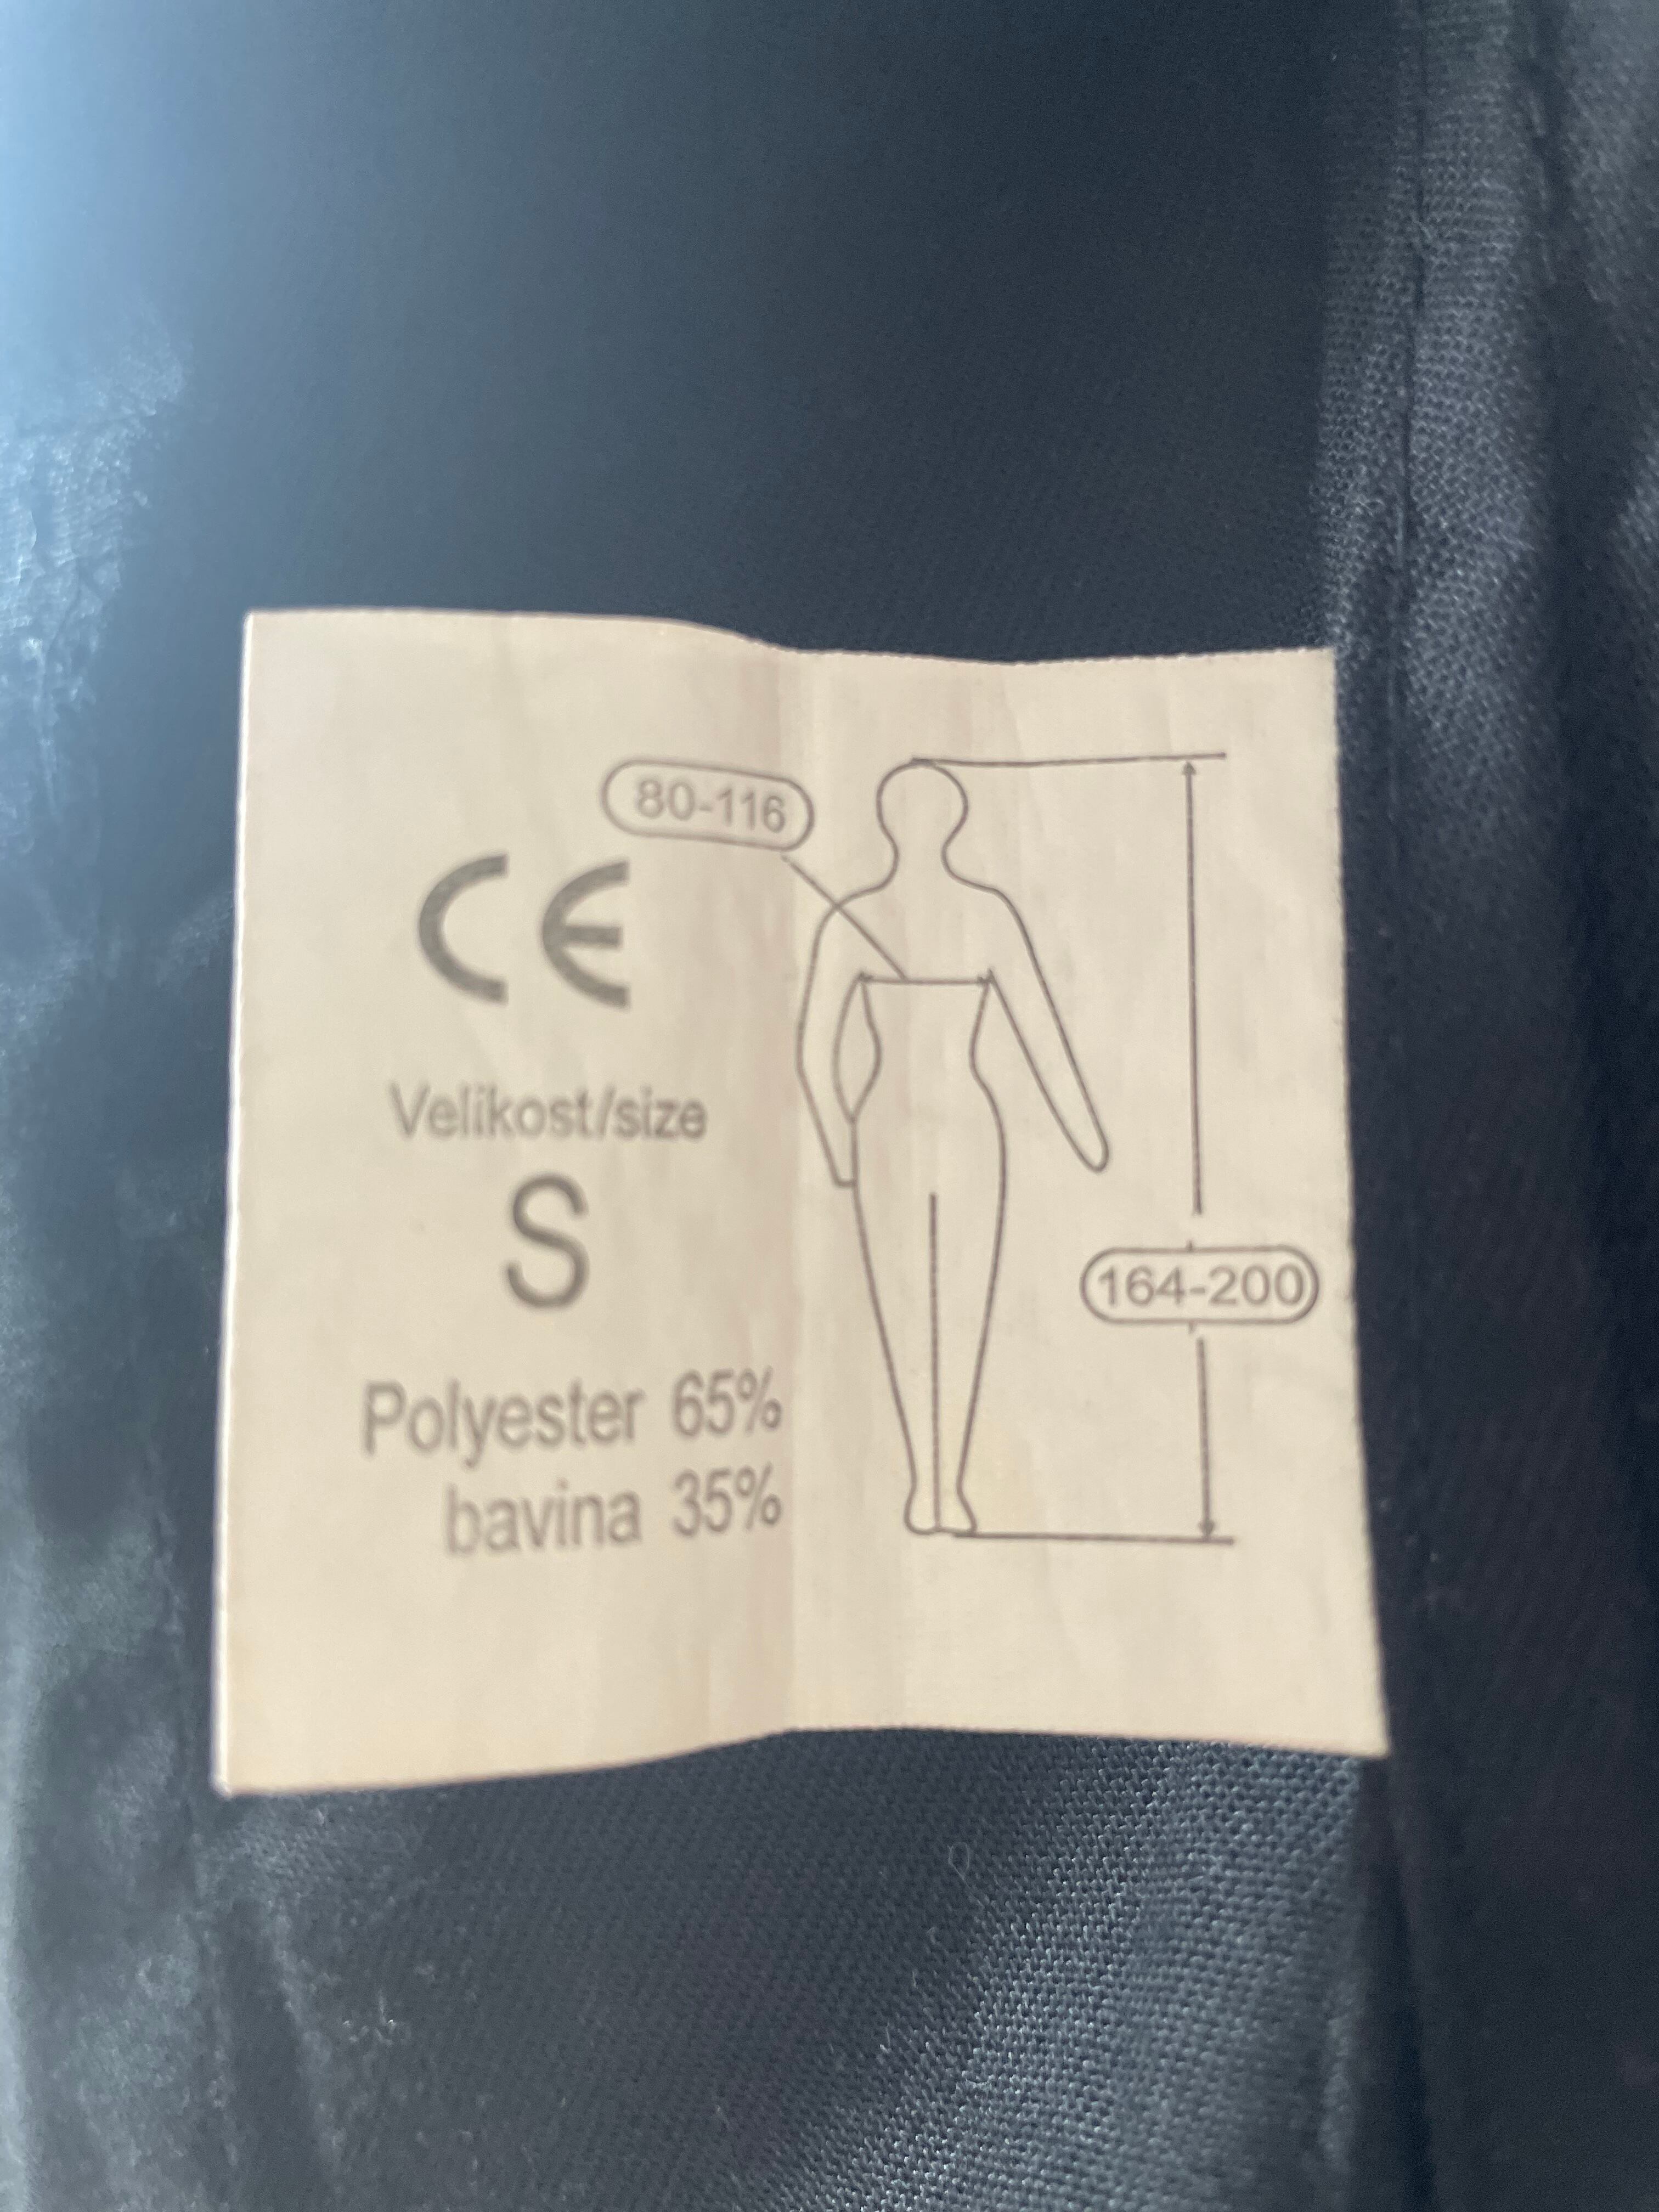 80-116
CE
Velikost/size
S
164-200
Polyester 65%
bavina 35%